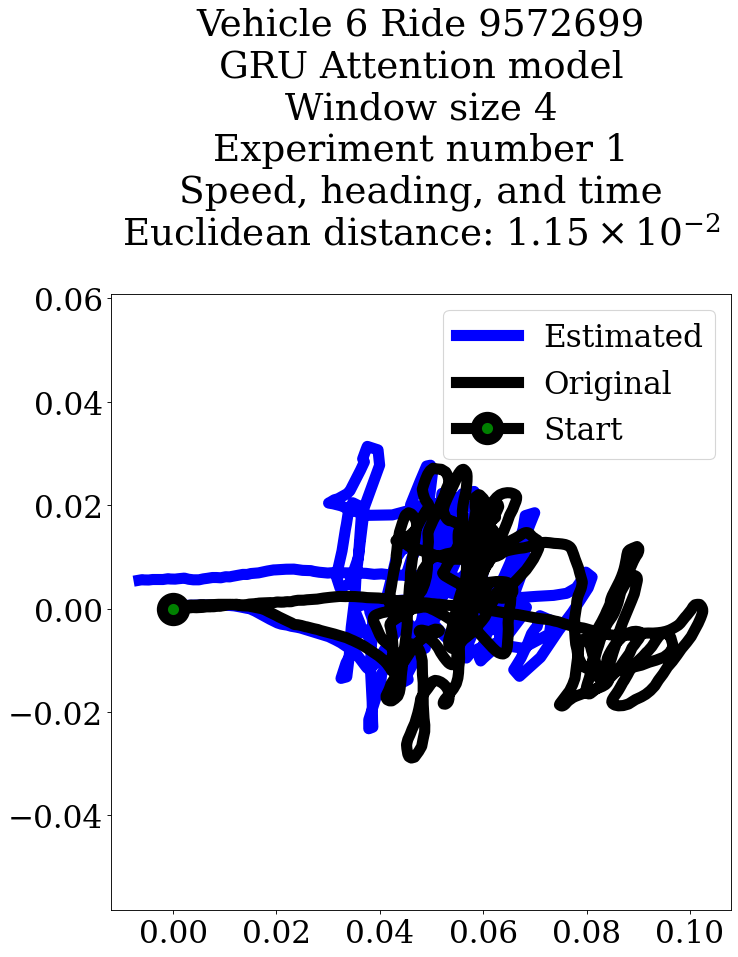 Vehicle 6 Ride 9572699
GRU Attention model
Window size 4
Experiment number 1
Speed, heading, and time
Euclidean distance: 1.15 × 10⁻²
0.06
0.04
0.02
0.00
−0.02
−0.04
Estimated
Original
Start
0.00 0.02 0.04 0.06 0.08 0.10